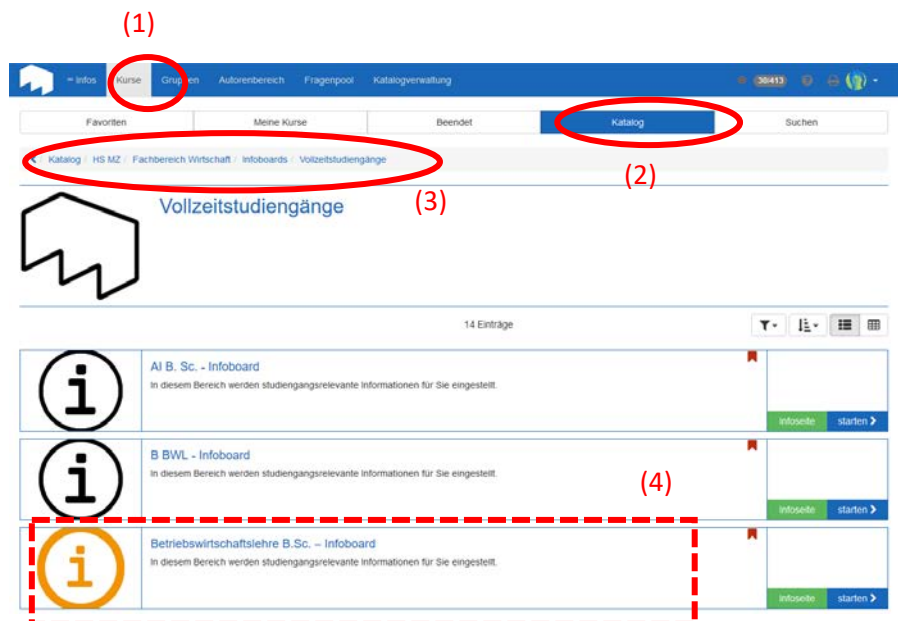 (1)
Infos Kurse Gruppen Autorenbereich Fragenpool Katalogverwaltung 30/413
Favoriten Meine Kurse Beendet Katalog Suchen
Katalog / HS MZ / Fachbereich Wirtschaft / Infoboards / Vollzeitstudiengänge
(2)
(3)
Vollzeitstudiengänge
14 Einträge
AI B. Sc. - Infoboard
In diesem Bereich werden studiengangsrelevante Informationen für Sie eingestellt.
Infoseite starten
B BWL - Infoboard
In diesem Bereich werden studiengangsrelevante Informationen für Sie eingestellt.
(4)
Infoseite starten
Betriebswirtschaftslehre B.Sc. – Infoboard
In diesem Bereich werden studiengangsrelevante Informationen für Sie eingestellt.
Infoseite starten